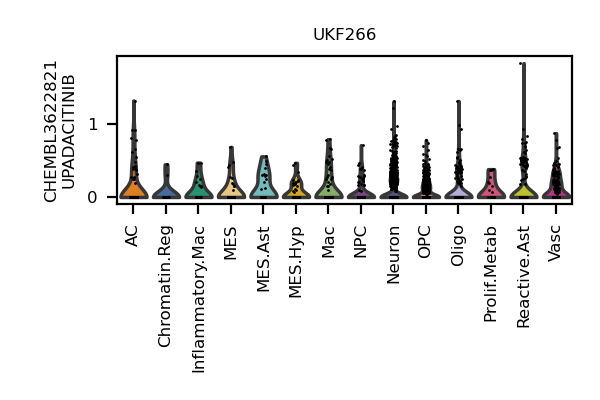 UKF266
CHEMBL3622821
UPADACITINIB
1
0
AC
Chromatin.Reg
Inflammatory.Mac
MES
MES.Ast
MES.Hyp
Mac
NPC
Neuron
OPC
Oligo
Prolif.Metab
Reactive.Ast
Vasc